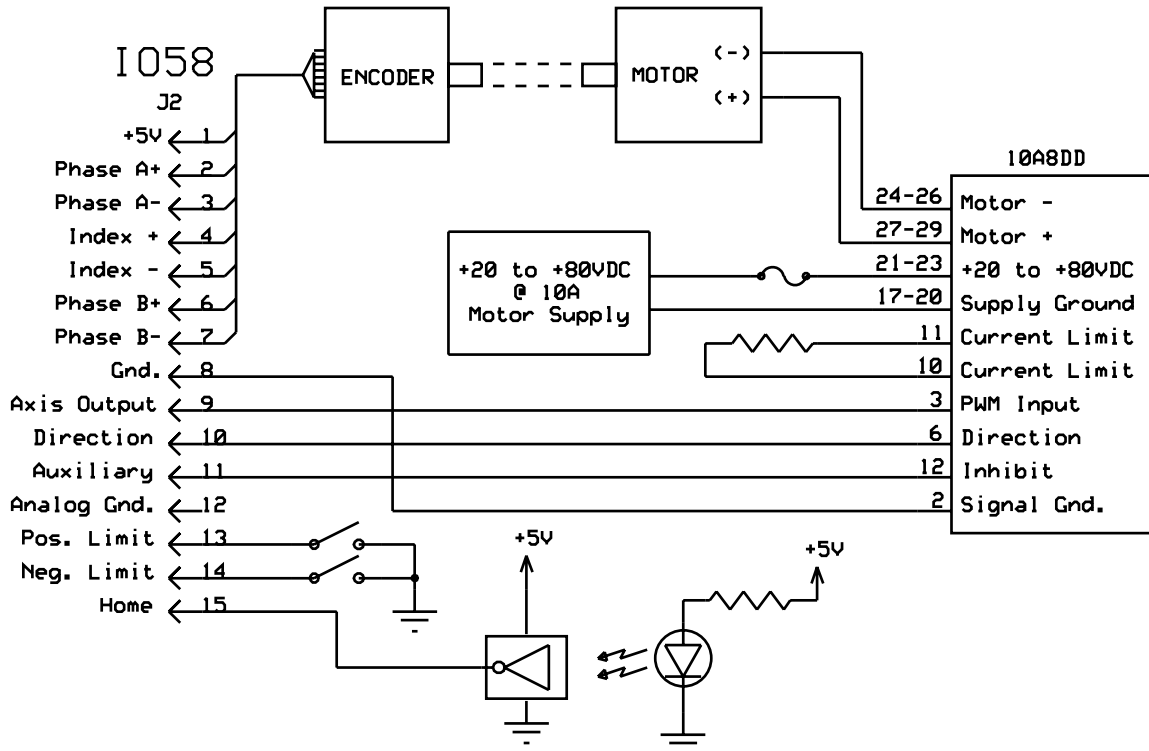 IO58
J2
+5V 1
Phase A+ 2
Phase A- 3
Index + 4
Index - 5
Phase B+ 6
Phase B- 7
Gnd. 8
Axis Output 9
Direction 10
Auxiliary 11
Analog Gnd. 12
Pos. Limit 13
Neg. Limit 14
Home 15
ENCODER
MOTOR
(-)
(+)
+20 to +80VDC
@ 10A
Motor Supply
10A8DD
24-26 Motor -
27-29 Motor +
21-23 +20 to +80VDC
17-20 Supply Ground
11 Current Limit
10 Current Limit
3 PWM Input
6 Direction
12 Inhibit
2 Signal Gnd.
+5V
+5V